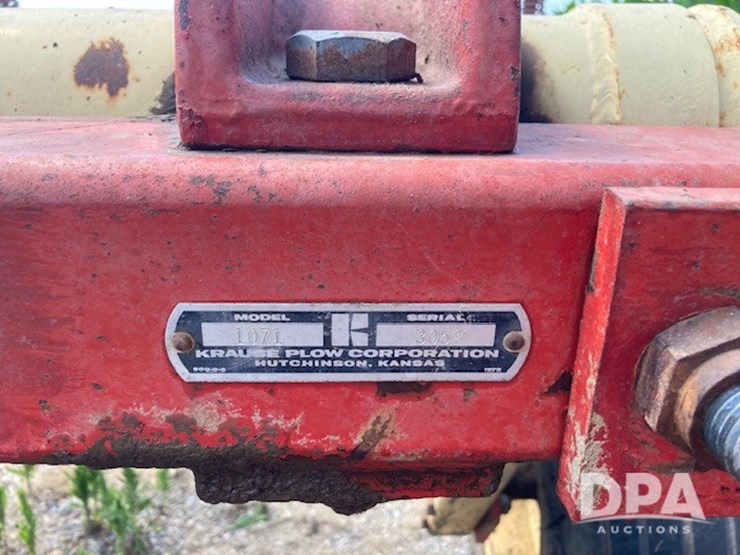 MODEL SERIAL
1071
KRAUSE PLOW CORPORATION
HUTCHINSON, KANSAS
DPA
AUCTIONS